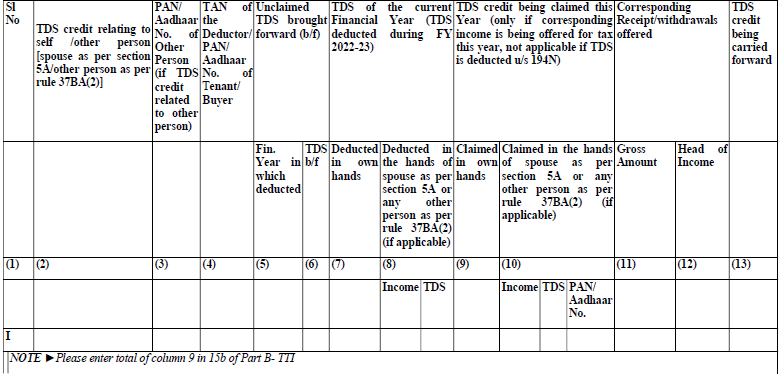 Sl
No
TDS credit relating to
self /other person
[spouse as per section
5A/other person as per
rule 37BA(2)]
PAN/
Aadhaar
No. of
Other
Person
(if TDS
credit
related
to other
person)
TAN of
the
Deductor/
PAN/
Aadhaar
No. of
Tenant/
Buyer
Unclaimed
TDS brought
forward (b/f)
TDS of the current
Financial Year (TDS
deducted during FY
2022-23)
TDS credit being claimed this
Year (only if corresponding
income is being offered for tax
this year, not applicable if TDS
is deducted u/s 194N)
Corresponding
Receipt/withdrawals
offered
TDS
credit
being
carried
forward
Fin.
Year in
which
deducted
TDS
b/f
Deducted
in own
hands
Deducted in
the hands of
spouse as per
section 5A or
any other
person as per
rule 37BA(2)
(if applicable)
Claimed
in own
hands
Claimed in the hands
of spouse as per
section 5A or any
other person as per
rule 37BA(2) (if
applicable)
Gross
Amount
Head of
Income
(1) (2) (3) (4) (5) (6) (7) (8) (9) (10) (11) (12) (13)
Income TDS Income TDS PAN/
Aadhaar
No.
I
NOTE ►Please enter total of column 9 in 15b of Part B- TTI